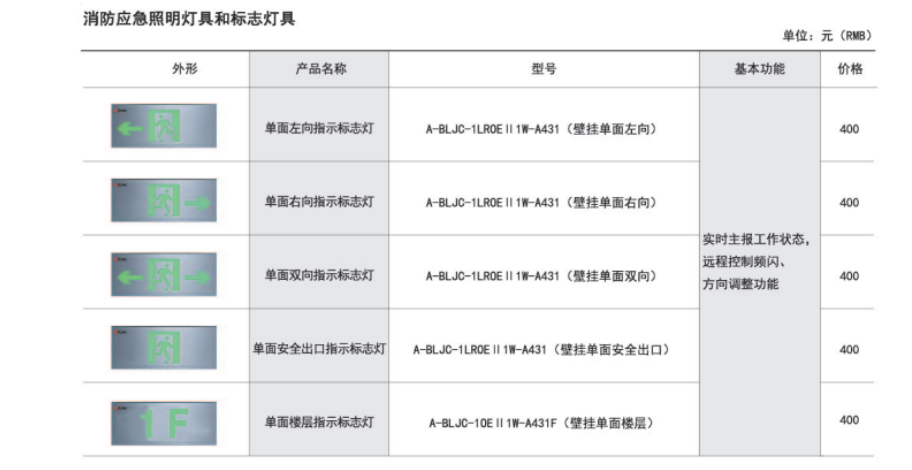 消防应急照明灯具和标志灯具
单位：元（RMB）
外形 产品名称 型号 基本功能 价格
单面左向指示标志灯 A-BLJC-1LROEⅡ1W-A431（壁挂单面左向） 400
单面右向指示标志灯 A-BLJC-1LROEⅡ1W-A431（壁挂单面右向） 400
实时主报工作状态，
远程控制频闪、
方向调整功能
单面双向指示标志灯 A-BLJC-1LROEⅡ1W-A431（壁挂单面双向） 400
单面安全出口指示标志灯 A-BLJC-1LROEⅡ1W-A431（壁挂单面安全出口） 400
1F 单面楼层指示标志灯 A-BLJC-1OEⅡ1W-A431F（壁挂单面楼层） 400